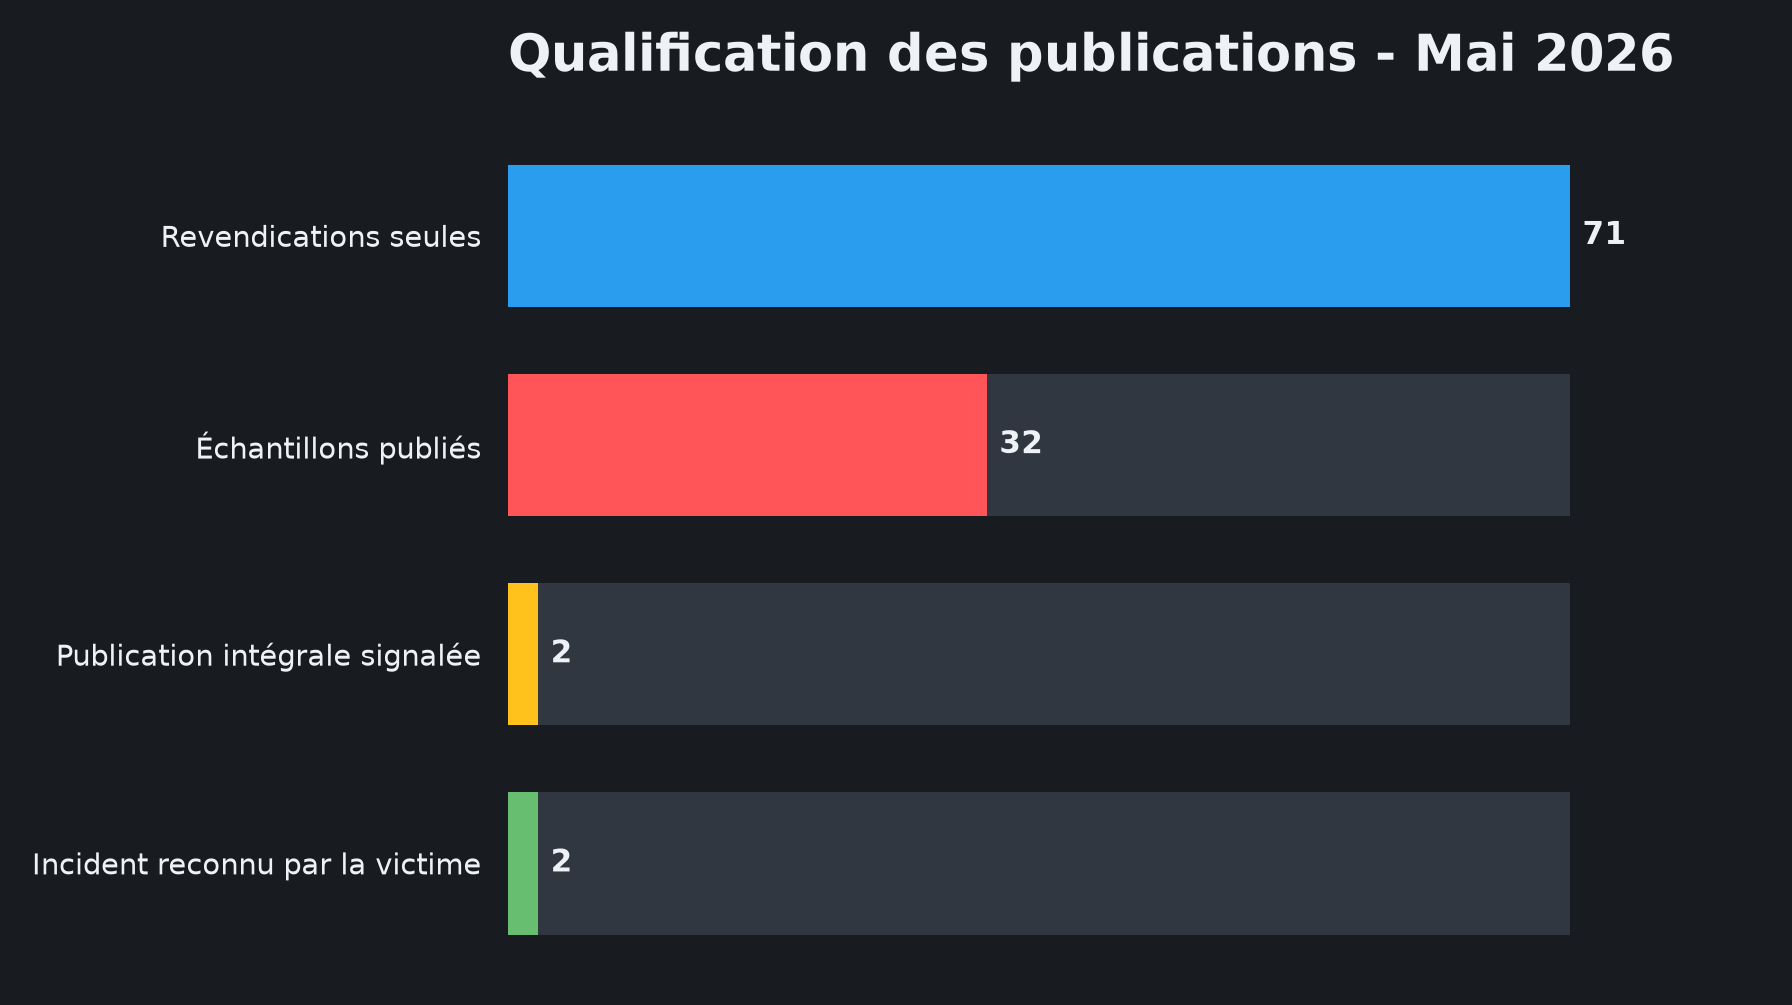 Qualification des publications - Mai 2026
Revendications seules
71
Échantillons publiés
32
Publication intégrale signalée
2
Incident reconnu par la victime
2